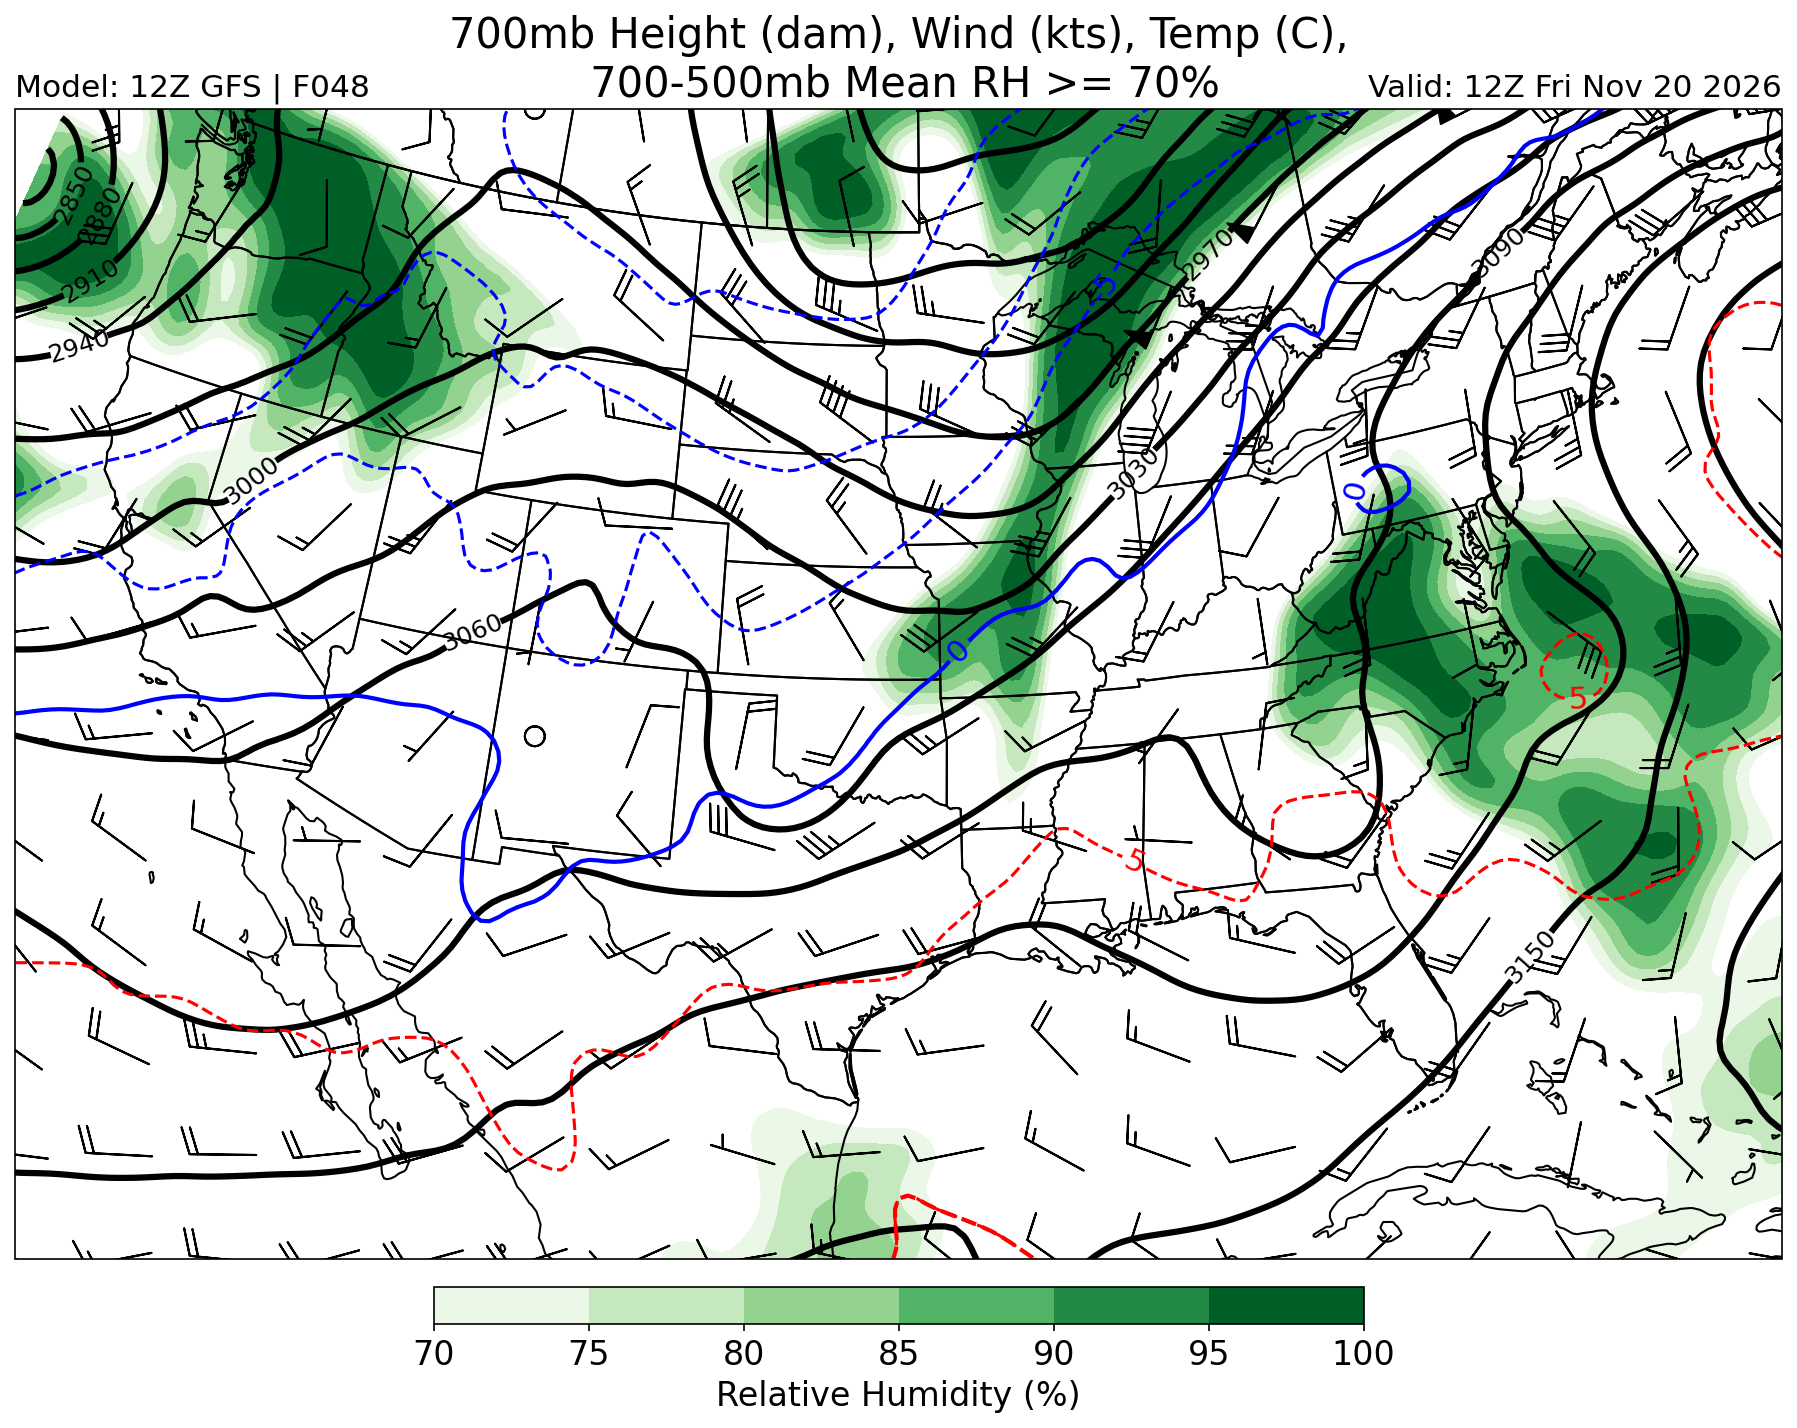 700mb Height (dam), Wind (kts), Temp (C),
700-500mb Mean RH >= 70%
Model: 12Z GFS | F048
Valid: 12Z Fri Nov 20 2026
2850
2880
2910
2940
2970
3090
-5
3000
3030
0
3060
0
5
5
3150
70 75 80 85 90 95 100
Relative Humidity (%)